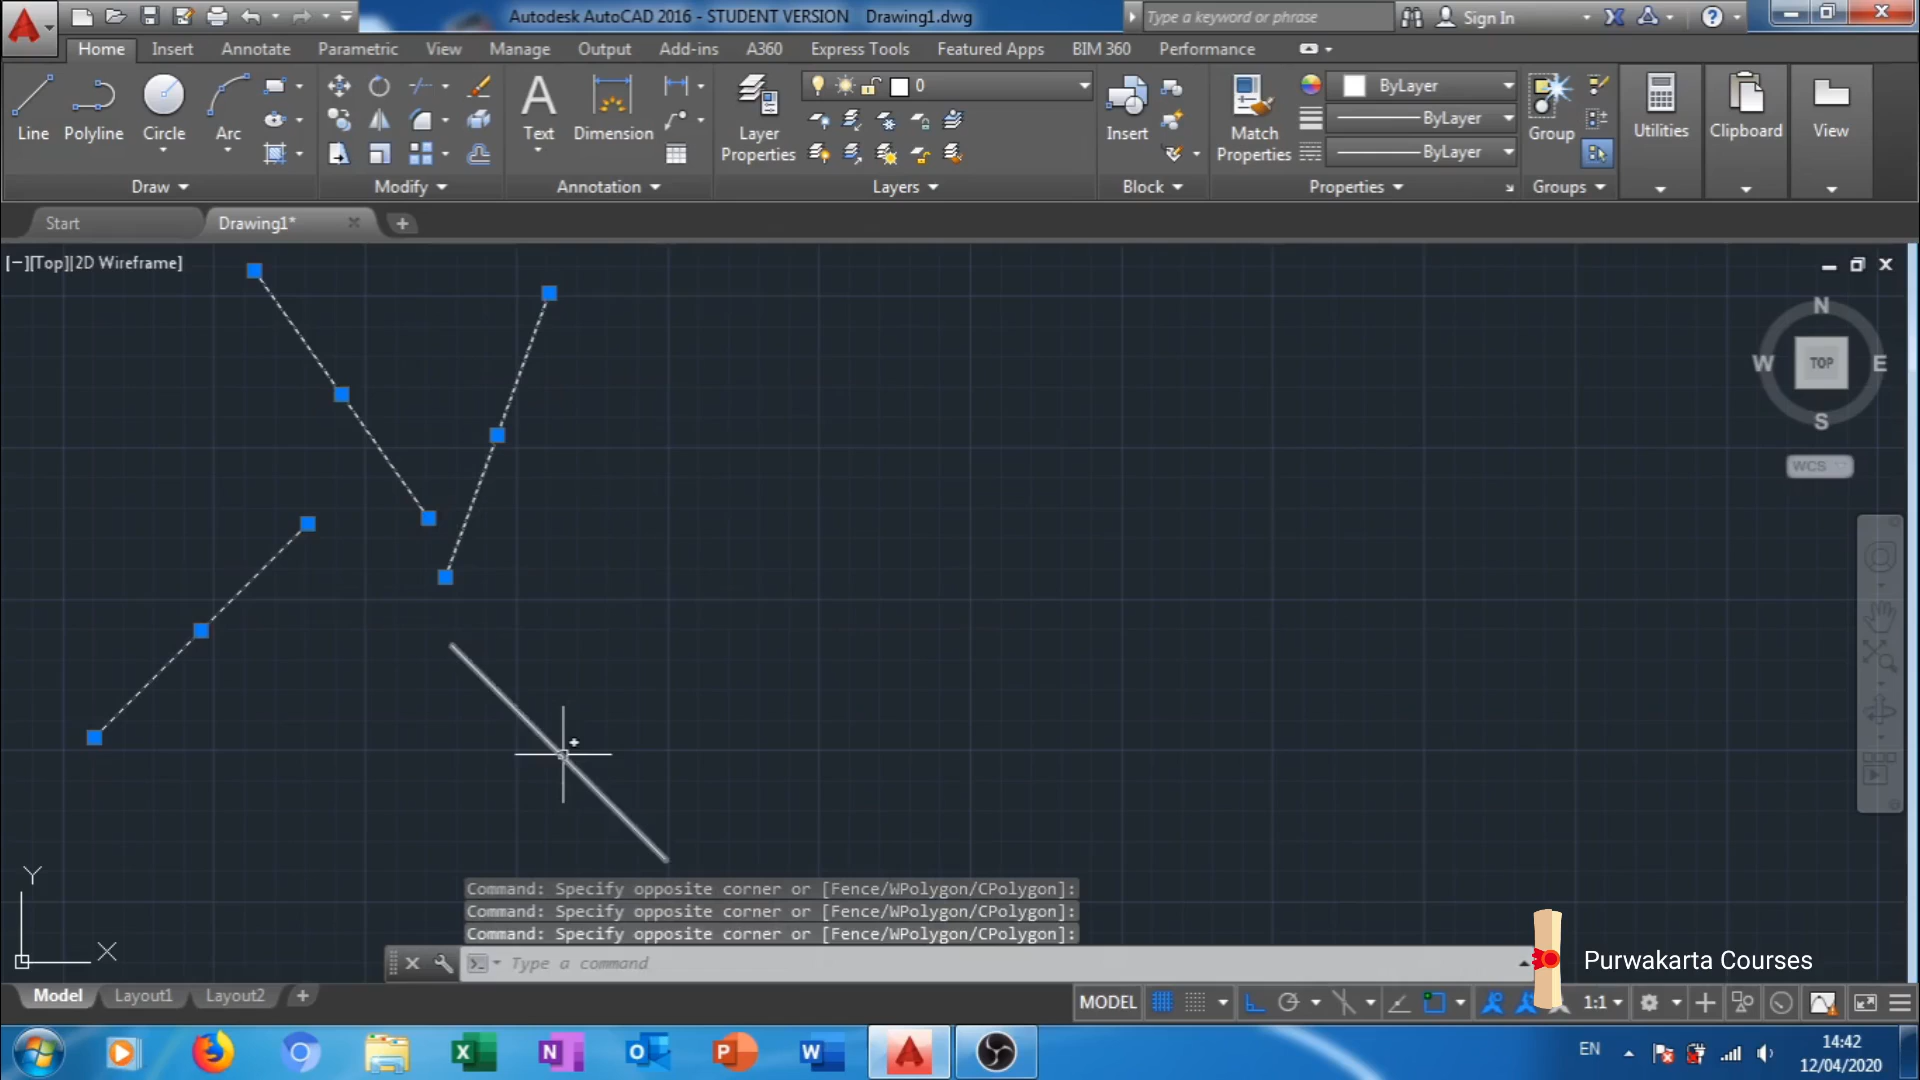 Autodesk AutoCAD 2016 - STUDENT VERSION Drawing1.dwg
Type a keyword or phrase
Sign In
Home Insert Annotate Parametric View Manage Output Add-ins A360 Express Tools Featured Apps BIM 360 Performance
Line Polyline Circle Arc
Text Dimension
Layer Properties
0
Insert
Match Properties
ByLayer
ByLayer
ByLayer
Group
Utilities
Clipboard
View
Draw Modify Annotation Layers Block Properties Groups
Start Drawing1*
[−][Top][2D Wireframe]
N
W TOP E
S
WCS
Y
X
Command: Specify opposite corner or [Fence/WPolygon/CPolygon]:
Command: Specify opposite corner or [Fence/WPolygon/CPolygon]:
Command: Specify opposite corner or [Fence/WPolygon/CPolygon]:
Type a command
Purwakarta Courses
Model Layout1 Layout2
MODEL 1:1
EN
14:42
12/04/2020